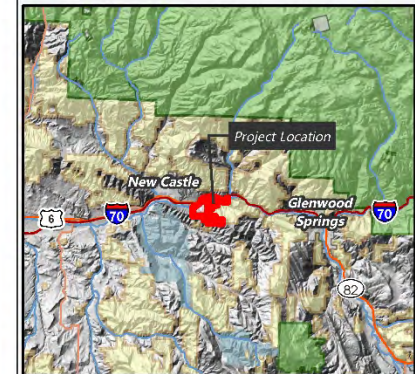 Project Location
New Castle
Glenwood
Springs
6
70
70
82